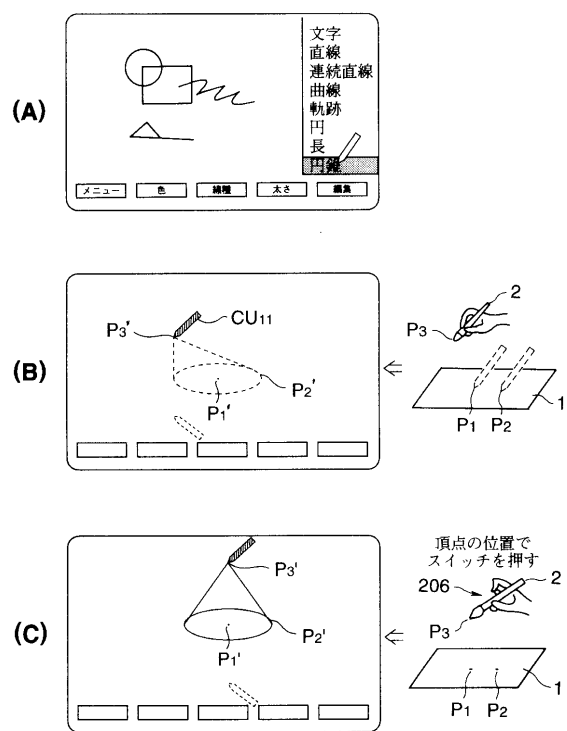 (A)
文字
直線
連続直線
曲線
軌跡
円
長
円錐
メニュー
色
線種
太さ
編集
(B)
P3'
CU11
P1'
P2'
2
P3
P1
P2
1
(C)
P3'
P2'
P1'
頂点の位置で
スイッチを押す
206
2
P3
P1
P2
1